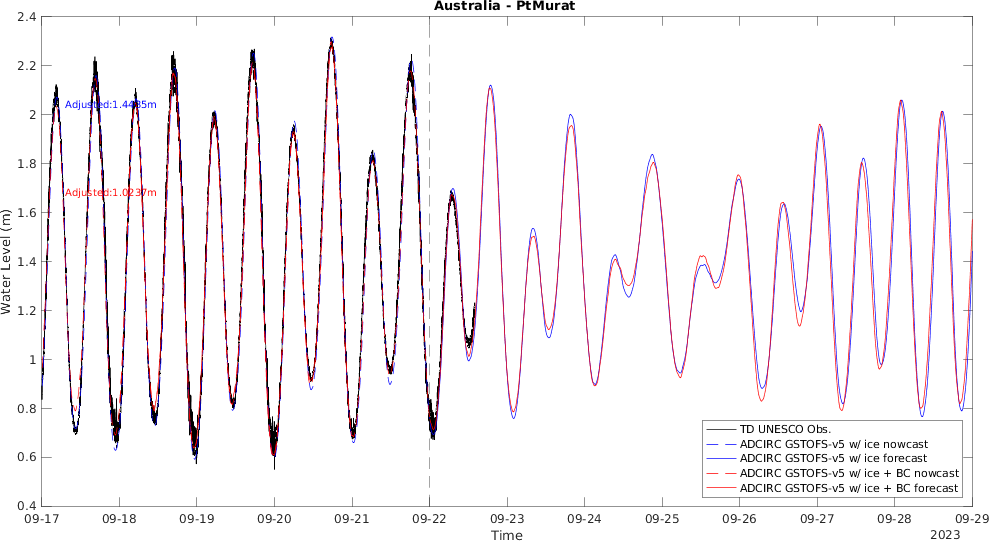 Australia - PtMurat
2.4
2.2
2
1.8
1.6
1.4
1.2
1
0.8
0.6
0.4
Water Level (m)
Adjusted:1.4485m
Adjusted:1.0237m
TD UNESCO Obs.
ADCIRC GSTOFS-v5 w/ ice nowcast
ADCIRC GSTOFS-v5 w/ ice forecast
ADCIRC GSTOFS-v5 w/ ice + BC nowcast
ADCIRC GSTOFS-v5 w/ ice + BC forecast
09-17 09-18 09-19 09-20 09-21 09-22 09-23 09-24 09-25 09-26 09-27 09-28 09-29
Time
2023